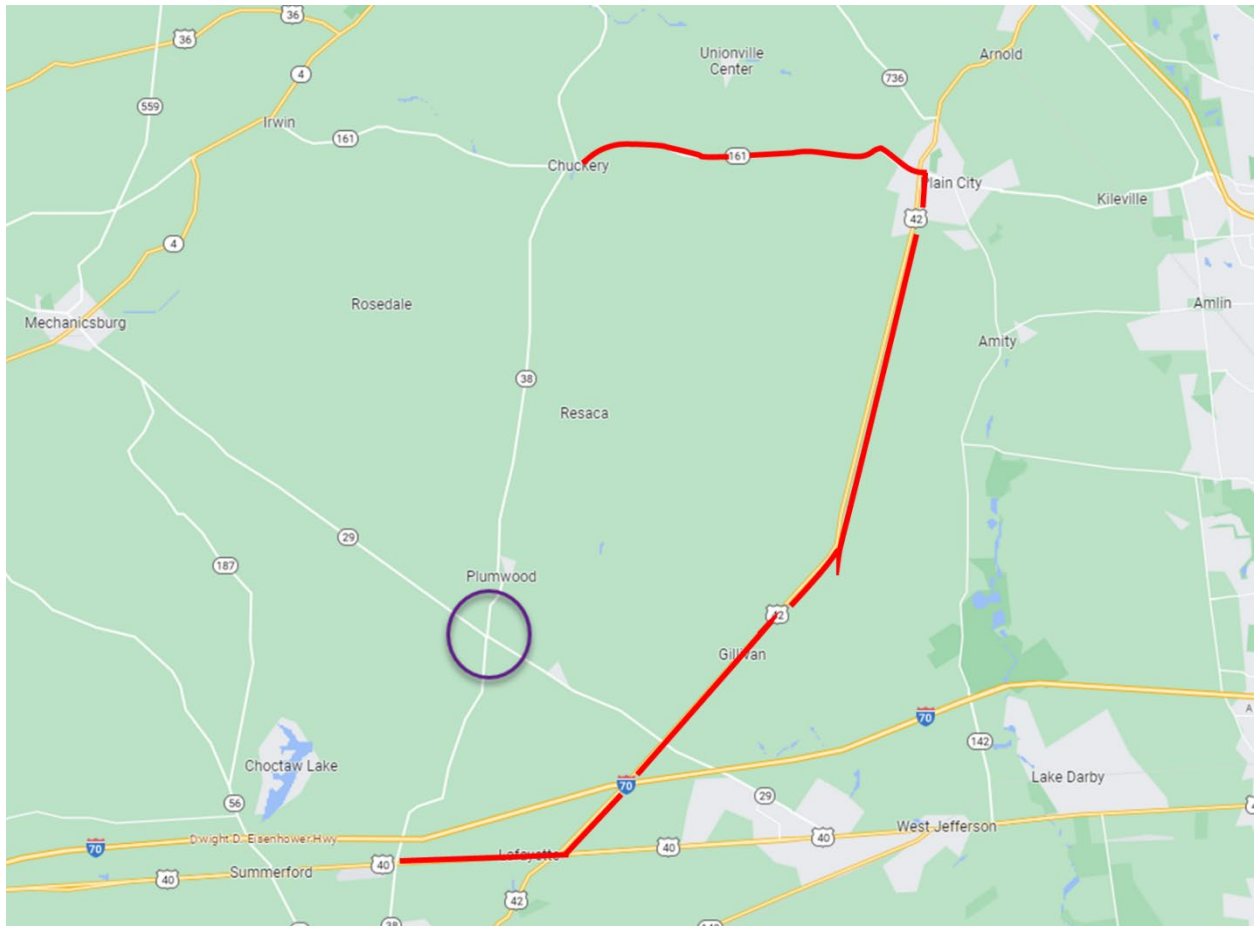 36
36
Unionville
Center
Arnold
4
736
559
Irwin
161
Chuckery
161
Plain City
Kileville
42
4
Rosedale
Amlin
Mechanicsburg
Amity
38
Resaca
29
187
Plumwood
42
Gillivan
70
142
Choctaw Lake
Lake Darby
70
29
56
West Jefferson
Dwight D. Eisenhower Hwy
40
70
40
Lafayette
40
Summerford
40
42
38